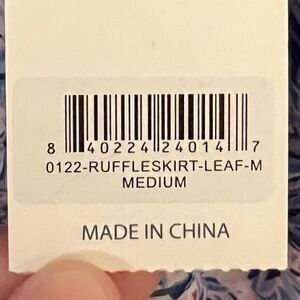 8 40224 24014 7
0122-RUFFLESKIRT-LEAF-M
MEDIUM
MADE IN CHINA